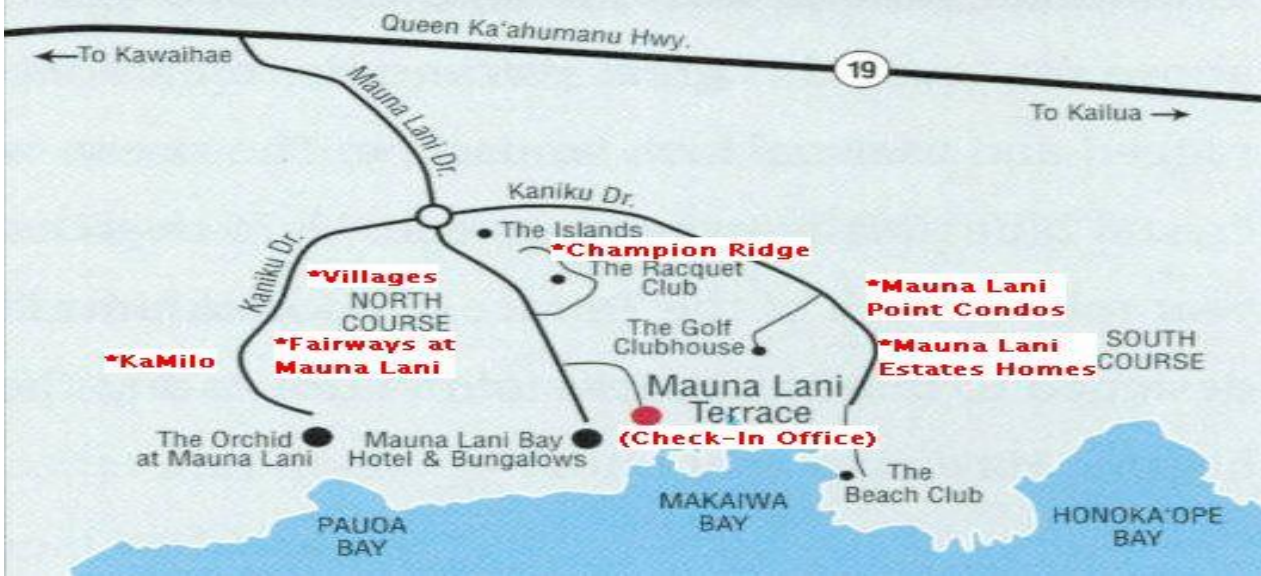 Queen Ka'ahumanu Hwy.
←To Kawaihae
19
To Kailua →
Mauna Lani Dr.
Kaniku Dr.
The Islands
*Champion Ridge
The Racquet
Club
Kaniku Dr.
*Villages
NORTH
COURSE
*Fairways at
Mauna Lani
*KaMilo
*Mauna Lani
Point Condos
The Golf
Clubhouse
*Mauna Lani
Estates Homes
SOUTH
COURSE
Mauna Lani
Terrace
(Check-In Office)
The Orchid
at Mauna Lani
Mauna Lani Bay
Hotel & Bungalows
The
Beach Club
PAUOA
BAY
MAKAIWA
BAY
HONOKA'OPE
BAY